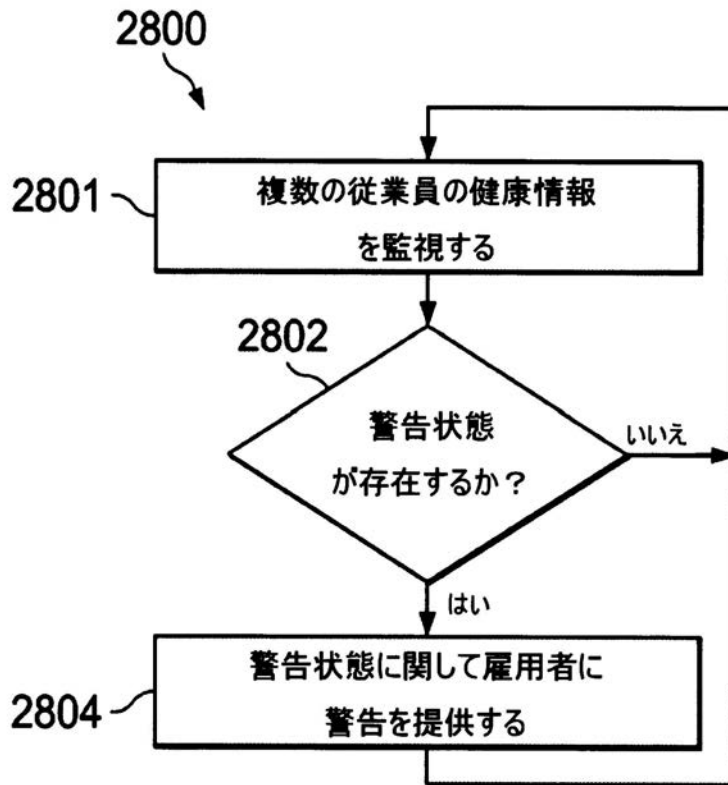 2800
2801
複数の従業員の健康情報
を監視する
2802
警告状態
が存在するか?
いいえ
はい
2804
警告状態に関して雇用者に
警告を提供する